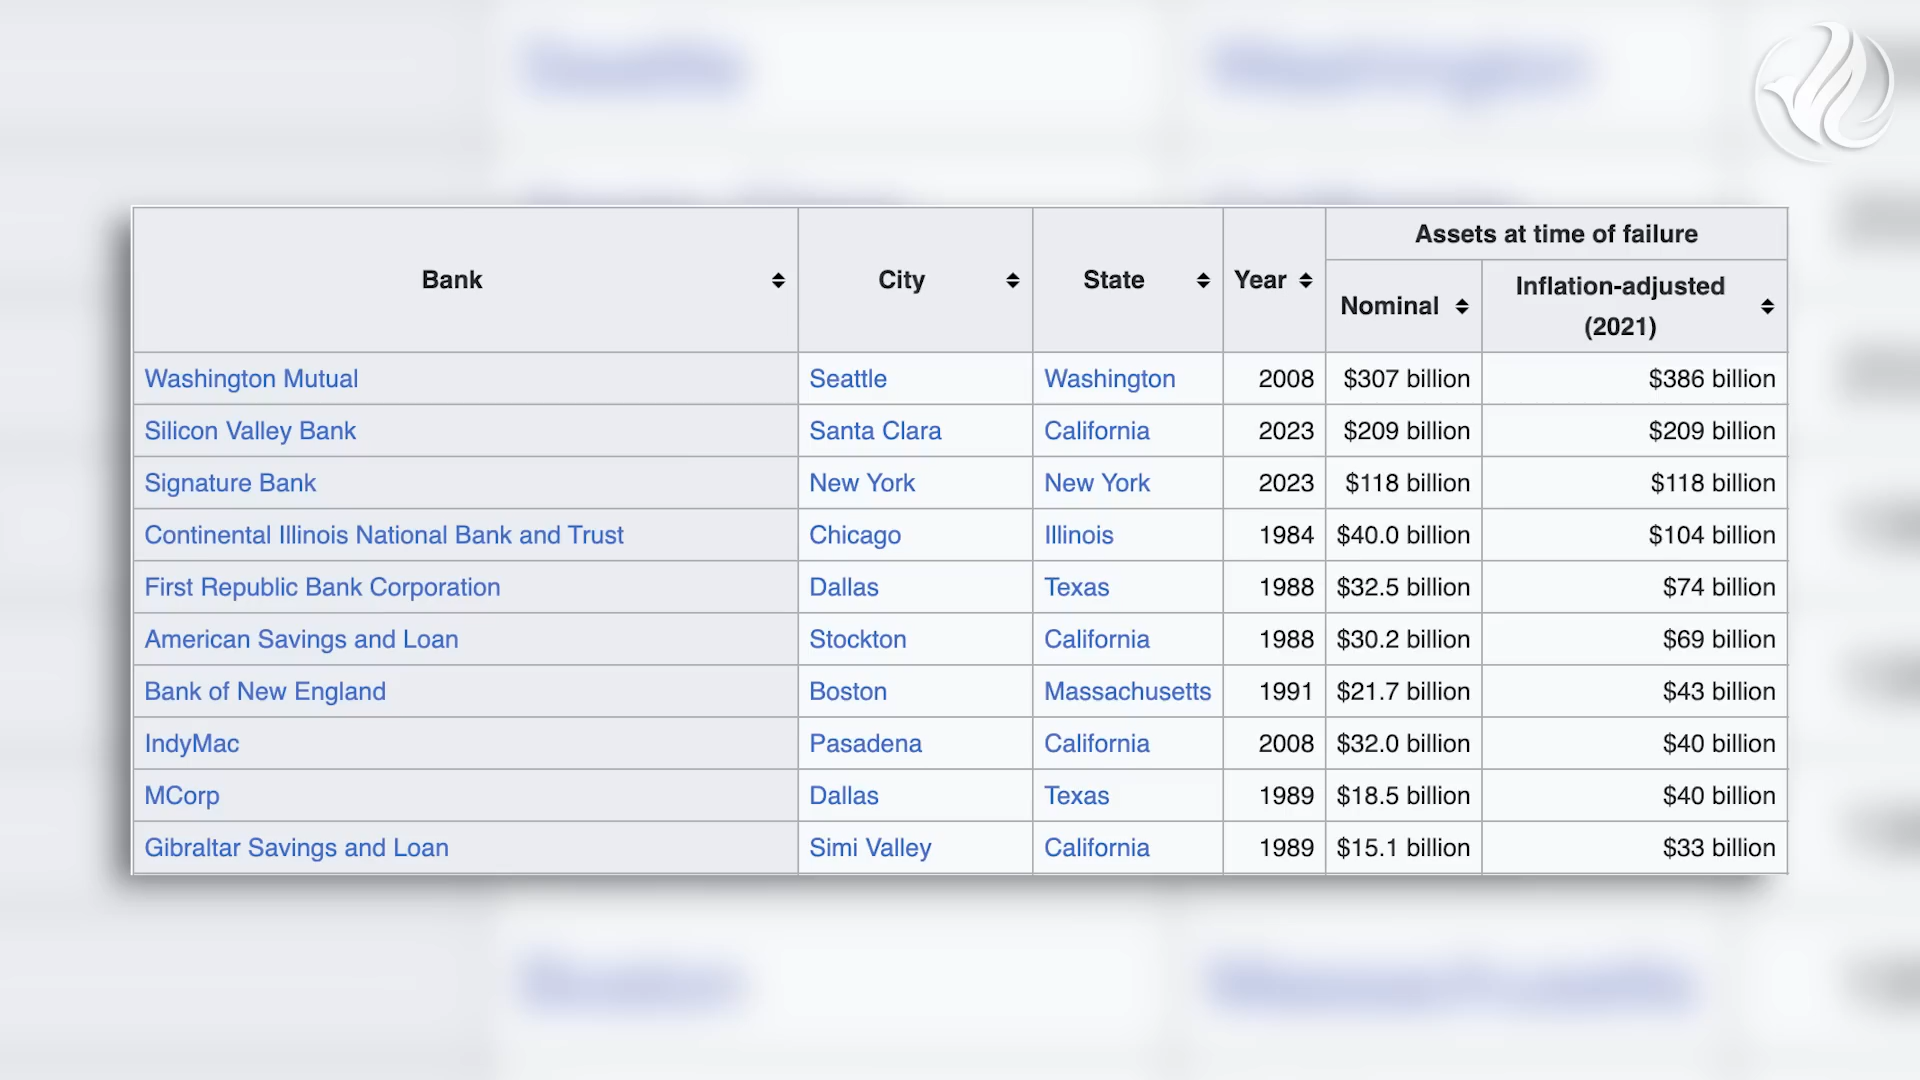 Bank City State Year Assets at time of failure
Nominal Inflation-adjusted
(2021)
Washington Mutual Seattle Washington 2008 $307 billion $386 billion
Silicon Valley Bank Santa Clara California 2023 $209 billion $209 billion
Signature Bank New York New York 2023 $118 billion $118 billion
Continental Illinois National Bank and Trust Chicago Illinois 1984 $40.0 billion $104 billion
First Republic Bank Corporation Dallas Texas 1988 $32.5 billion $74 billion
American Savings and Loan Stockton California 1988 $30.2 billion $69 billion
Bank of New England Boston Massachusetts 1991 $21.7 billion $43 billion
IndyMac Pasadena California 2008 $32.0 billion $40 billion
MCorp Dallas Texas 1989 $18.5 billion $40 billion
Gibraltar Savings and Loan Simi Valley California 1989 $15.1 billion $33 billion